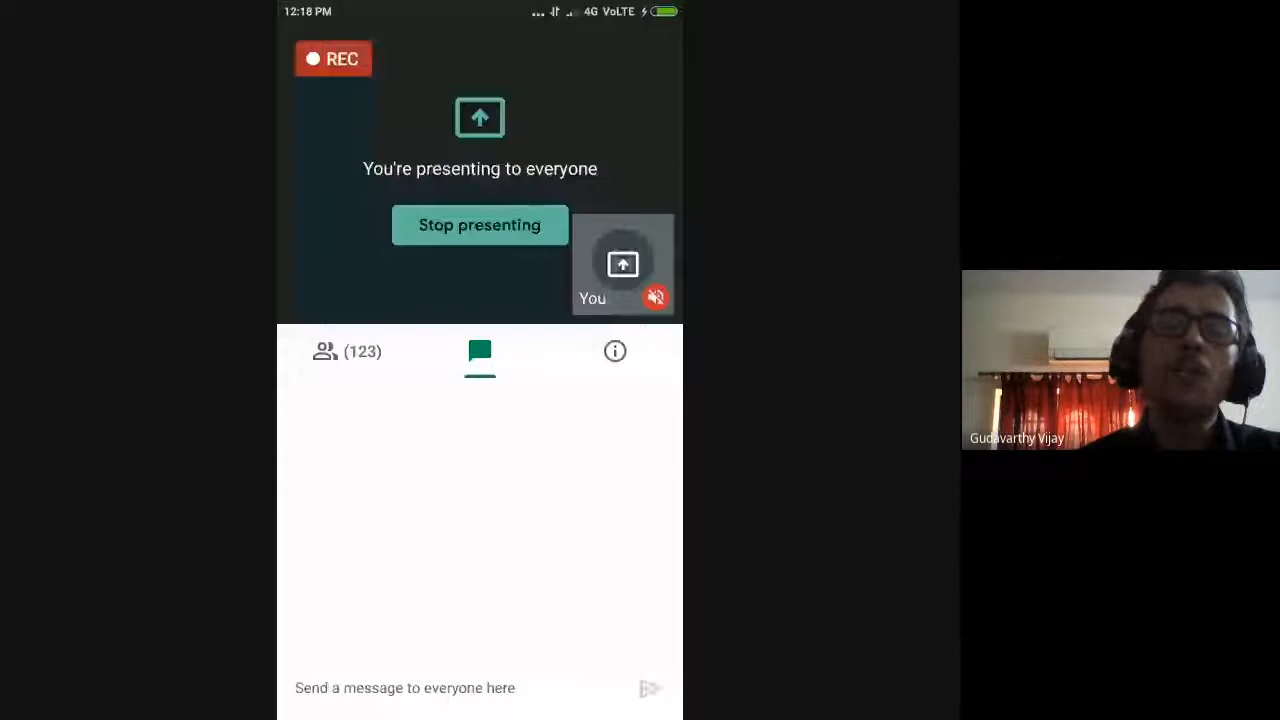 12:18 PM
4G VoLTE
REC
You're presenting to everyone
Stop presenting
You
(123)
Gudavarthy Vijay
Send a message to everyone here